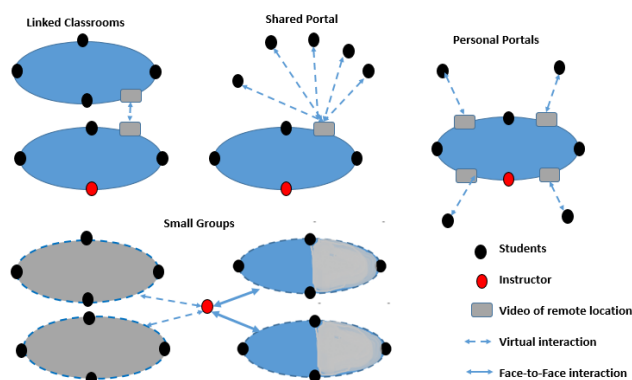 Linked Classrooms
Shared Portal
Personal Portals
Small Groups
Students
Instructor
Video of remote location
Virtual interaction
Face-to-Face interaction